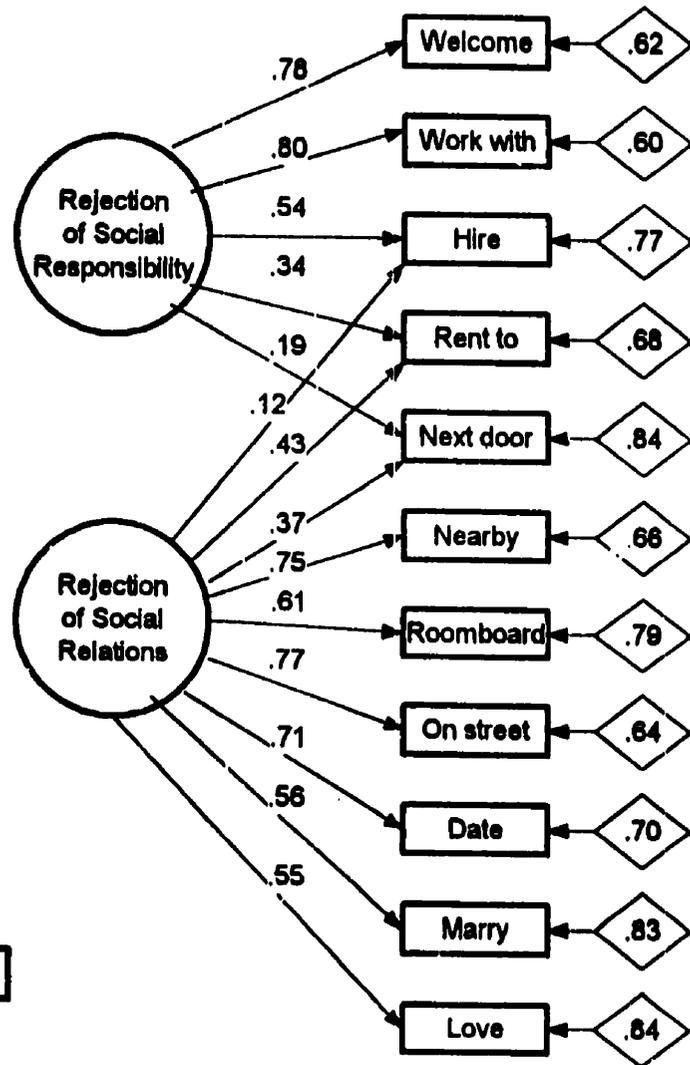 Welcome
.62
.78
Work with
.60
.80
Rejection
of Social
Responsibility
.54
Hire
.77
.34
Rent to
.68
.19
.12
Next door
.84
.43
.37
Nearby
.66
.75
Rejection
of Social
Relations
.61
Roomboard
.79
.77
On street
.64
.71
Date
.70
.56
Marry
.83
.55
Love
.84